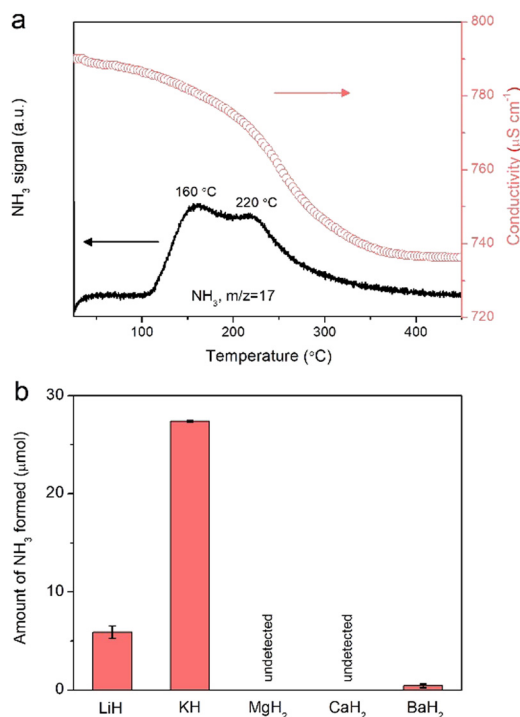 a
NH₃ signal (a.u.)
160 °C
220 °C
NH₃, m/z=17
800
780
760
740
720
Conductivity (μS cm⁻¹)
100
200
300
400
Temperature (°C)
b
Amount of NH₃ formed (μmol)
30
20
10
0
undetected
undetected
LiH
KH
MgH₂
CaH₂
BaH₂